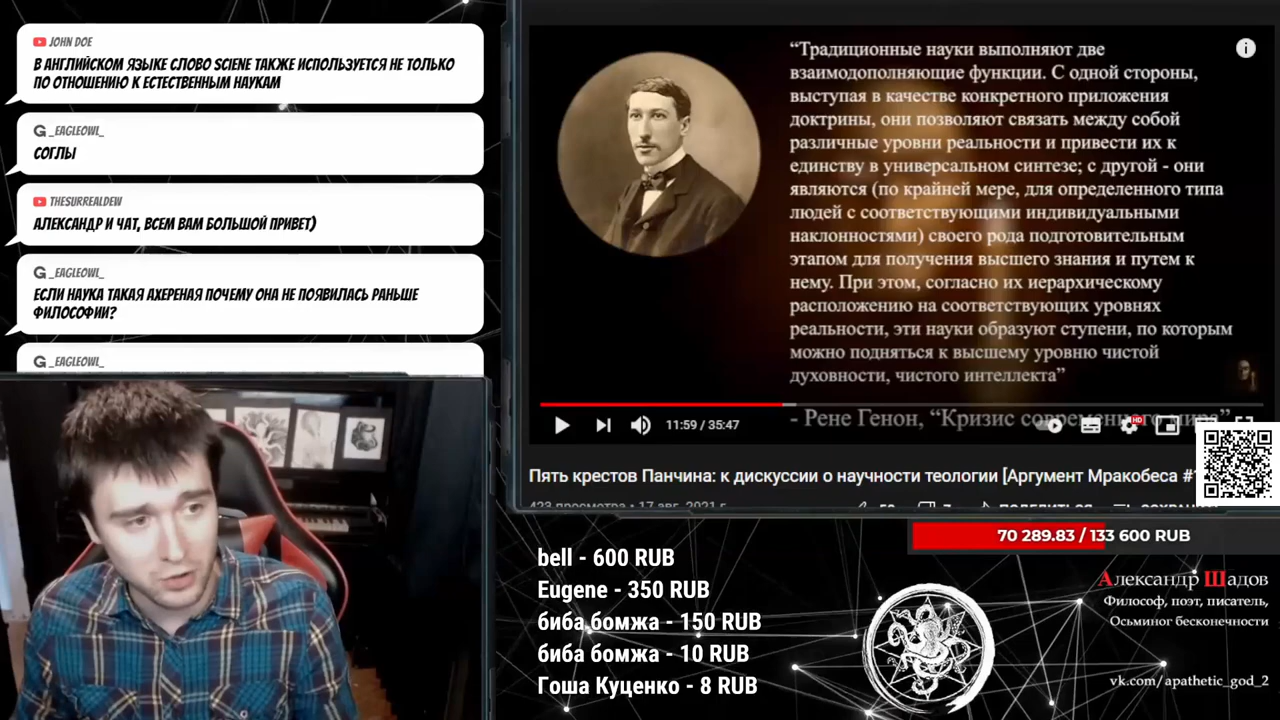 JOHN DOE
В АНГЛИЙСКОМ ЯЗЫКЕ СЛОВО SCIENE ТАКЖЕ ИСПОЛЬЗУЕТСЯ НЕ ТОЛЬКО
ПО ОТНОШЕНИЮ К ЕСТЕСТВЕННЫМ НАУКАМ
_EAGLEOWL_
СОГЛЫ
THESURREALDEW
АЛЕКСАНДР И ЧАТ, ВСЕМ ВАМ БОЛЬШОЙ ПРИВЕТ)
_EAGLEOWL_
ЕСЛИ НАУКА ТАКАЯ АХЕРЕНАЯ ПОЧЕМУ ОНА НЕ ПОЯВИЛАСЬ РАНЬШЕ
ФИЛОСОФИИ?
_EAGLEOWL_
“Традиционные науки выполняют две
взаимодополняющие функции. С одной стороны,
выступая в качестве конкретного приложения
доктрины, они позволяют связать между собой
различные уровни реальности и привести их к
единству в универсальном синтезе; с другой - они
являются (по крайней мере, для определенного типа
людей с соответствующими индивидуальными
наклонностями) своего рода подготовительным
этапом для получения высшего знания и путем к
нему. При этом, согласно их иерархическому
расположению на соответствующих уровнях
реальности, эти науки образуют ступени, по которым
можно подняться к высшему уровню чистой
духовности, чистого интеллекта”
- Рене Генон, “Кризис современного мира”
11:59 / 35:47
HD
Пять крестов Панчина: к дискуссии о научности теологии [Аргумент Мракобеса #
423 просмотра • 17 авг. 2021 г.
70 289.83 / 133 600 RUB
bell - 600 RUB
Eugene - 350 RUB
биба бомжа - 150 RUB
биба бомжа - 10 RUB
Гоша Куценко - 8 RUB
Александр Шадов
Философ, поэт, писатель,
Осьминог бесконечности
vk.com/apathetic_god_2